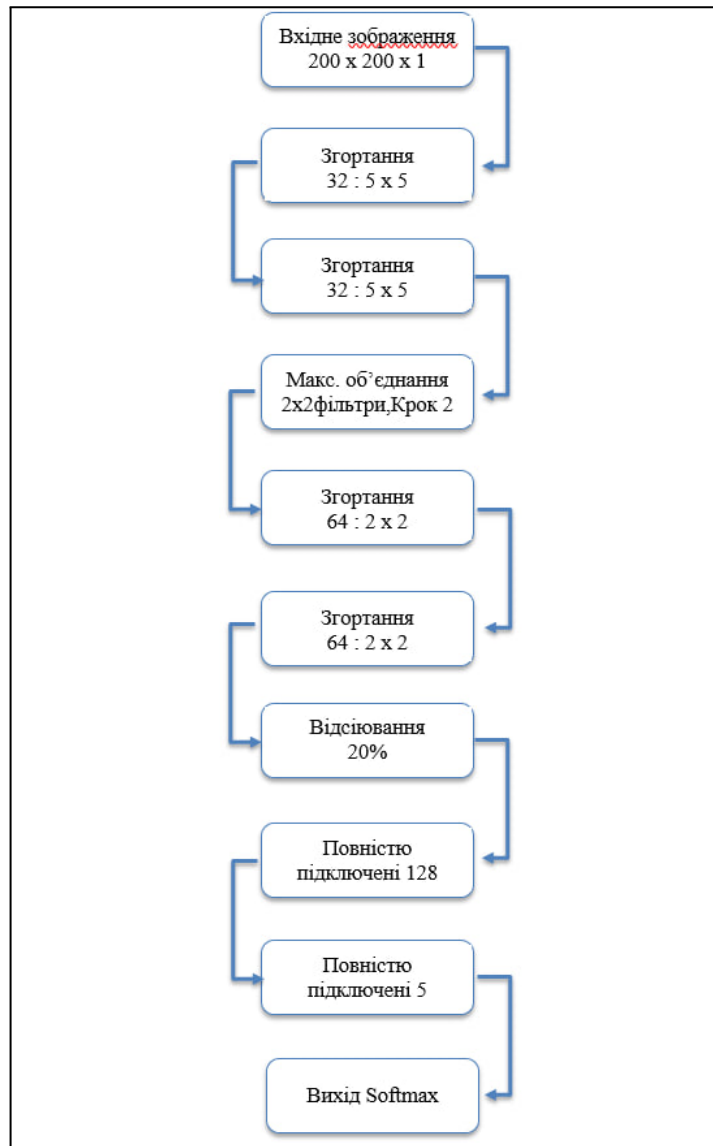 Вхідне зображення
200 x 200 x 1
Згортання
32 : 5 x 5
Згортання
32 : 5 x 5
Макс. об’єднання
2х2фільтри,Крок 2
Згортання
64 : 2 x 2
Згортання
64 : 2 x 2
Відсіювання
20%
Повністю
підключені 128
Повністю
підключені 5
Вихід Softmax